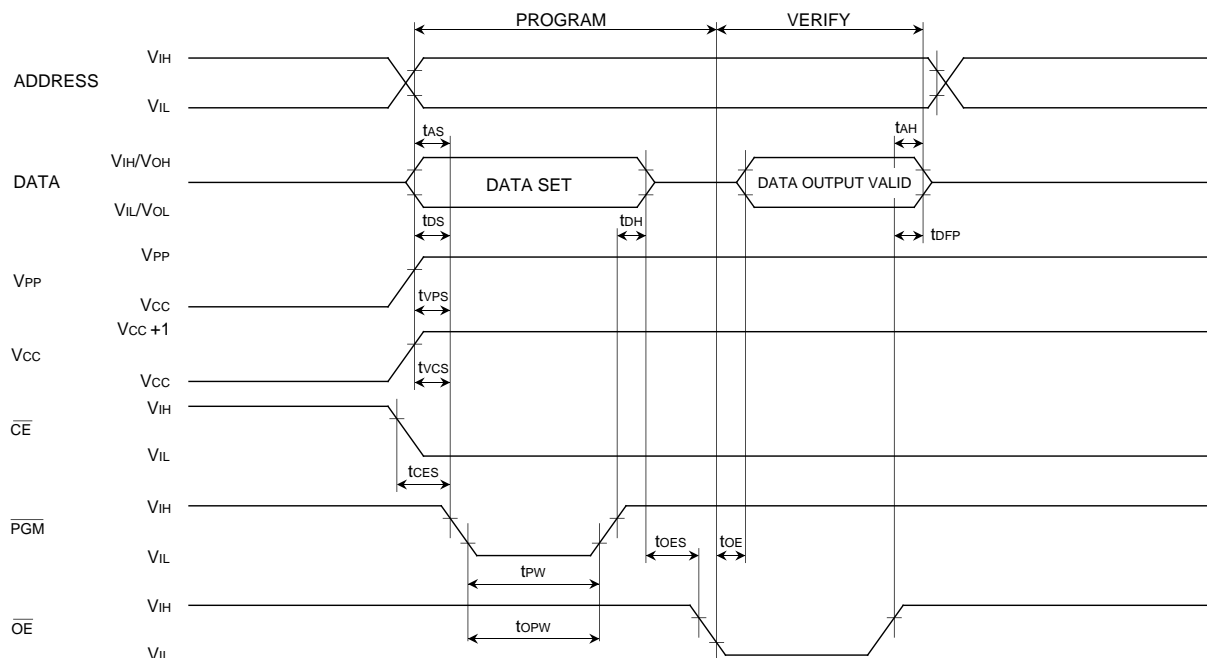 PROGRAM VERIFY
VIH
ADDRESS
VIL
tAS tAH
VIH/VOH
DATA DATA SET DATA OUTPUT VALID
VIL/VOL
tDS tDH tDFP
VPP
VPP
tVPS
VCC
VCC +1
VCC
tVCS
VCC
VIH
CE
VIL
tCES
VIH
PGM
VIL
tOES tOE
tPW
VIH
tOPW
OE
VIL